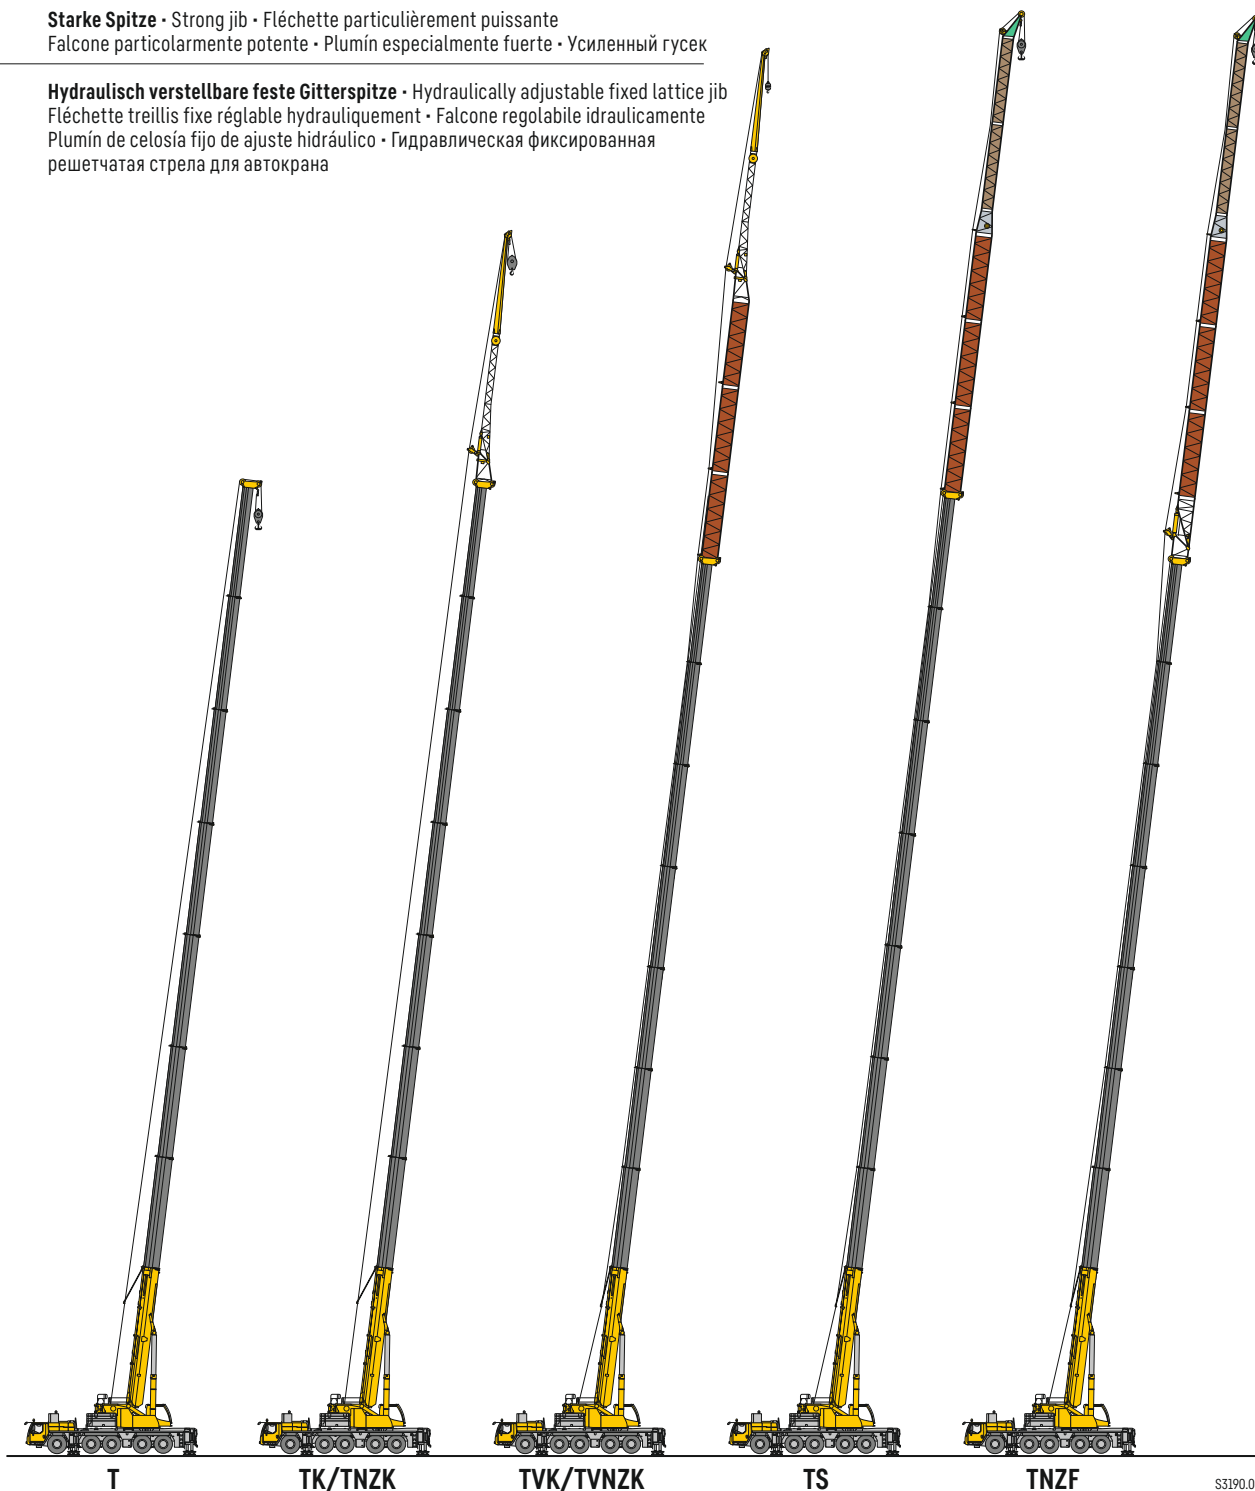 Starke Spitze • Strong jib • Fléchette particulièrement puissante
Falcone particolarmente potente • Plumín especialmente fuerte • Усиленный гусек
Hydraulisch verstellbare feste Gitterspitze • Hydraulically adjustable fixed lattice jib
Fléchette treillis fixe réglable hydrauliquement • Falcone regolabile idraulicamente
Plumín de celosía fijo de ajuste hidráulico • Гидравлическая фиксированная
решетчатая стрела для автокрана
T TK/TNZK TVK/TVNZK TS TNZF
S3190.0